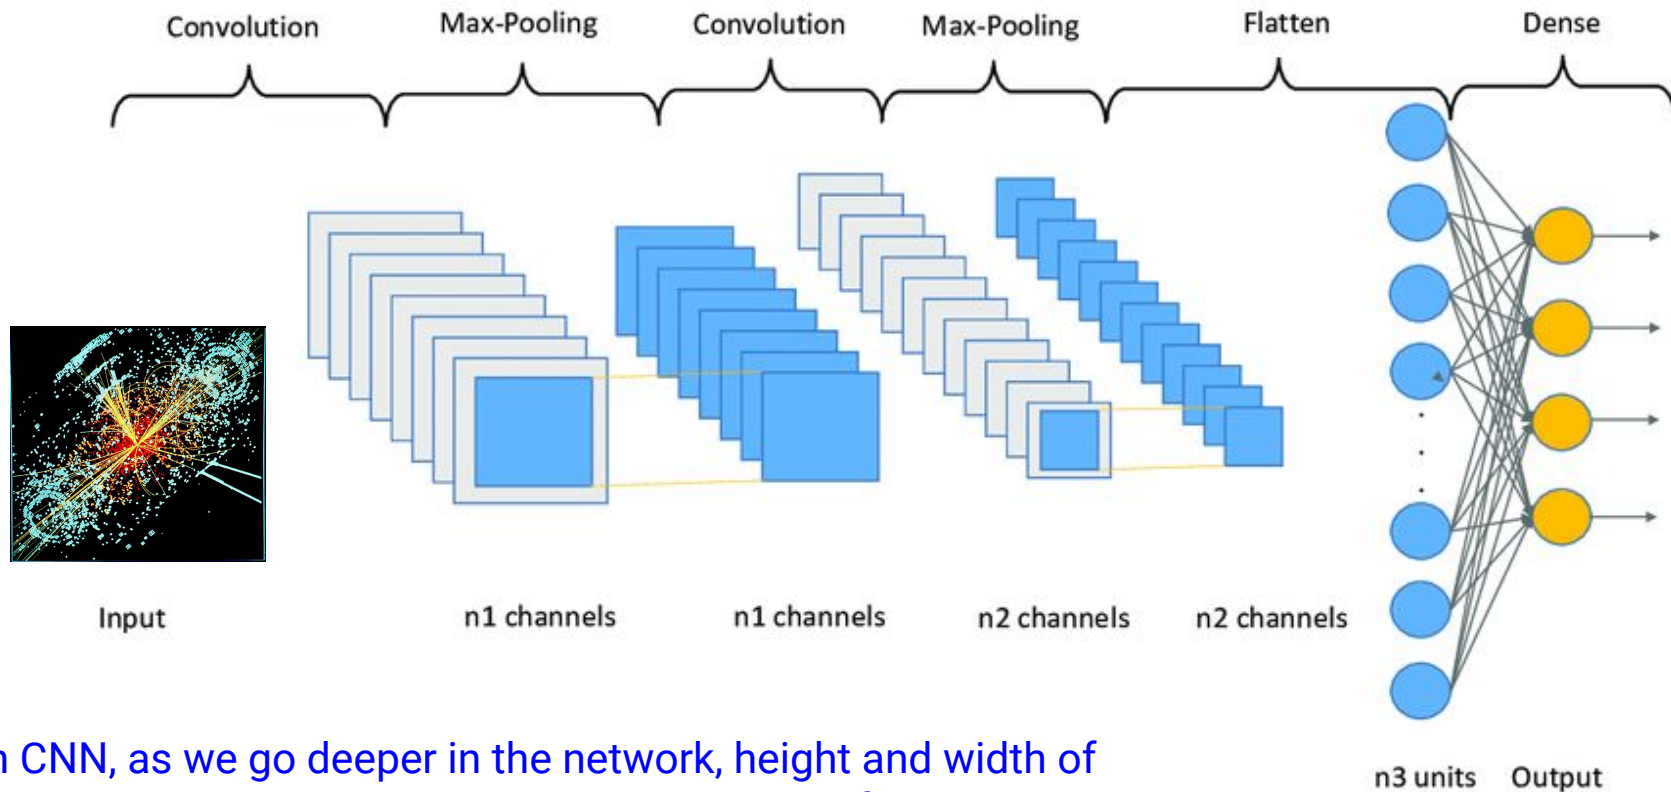 Convolution Max-Pooling Convolution Max-Pooling Flatten Dense
Input n1 channels n1 channels n2 channels n2 channels
CNN, as we go deeper in the network, height and width of
n3 units Output